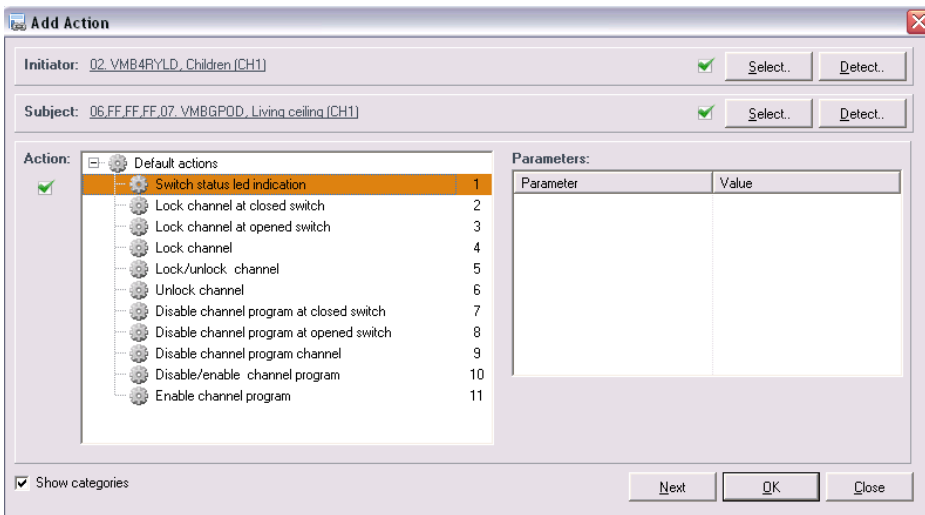 Add Action
Initiator: 02. VMB4RYLD, Children (CH1) Select.. Detect..
Subject: 06,FF,FF,FF,07. VMBGPOD, Living ceiling (CH1) Select.. Detect..
Action:
Default actions
Switch status led indication 1
Lock channel at closed switch 2
Lock channel at opened switch 3
Lock channel 4
Lock/unlock channel 5
Unlock channel 6
Disable channel program at closed switch 7
Disable channel program at opened switch 8
Disable channel program channel 9
Disable/enable channel program 10
Enable channel program 11
Parameters:
Parameter Value
Show categories
Next OK Close